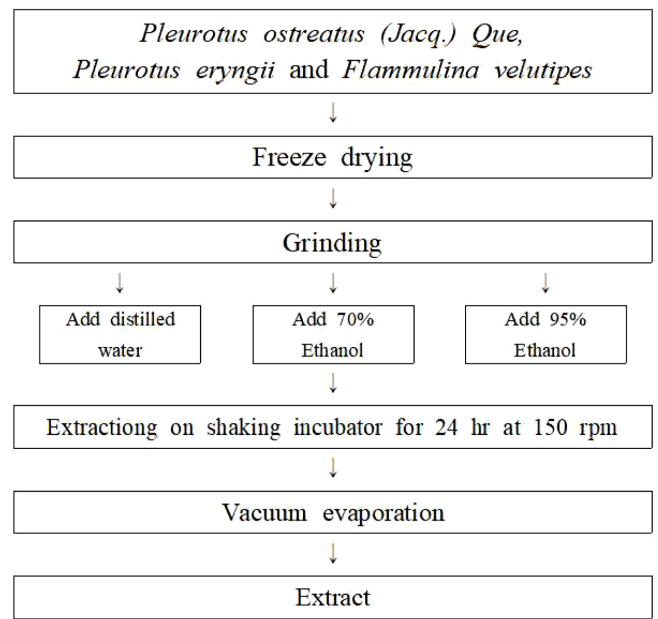 Pleurotus ostreatus (Jacq.) Que,
Pleurotus eryngii and Flammulina velutipes
↓
Freeze drying
↓
Grinding
↓ ↓ ↓
Add distilled
water
Add 70%
Ethanol
Add 95%
Ethanol
↓
Extractiong on shaking incubator for 24 hr at 150 rpm
↓
Vacuum evaporation
↓
Extract